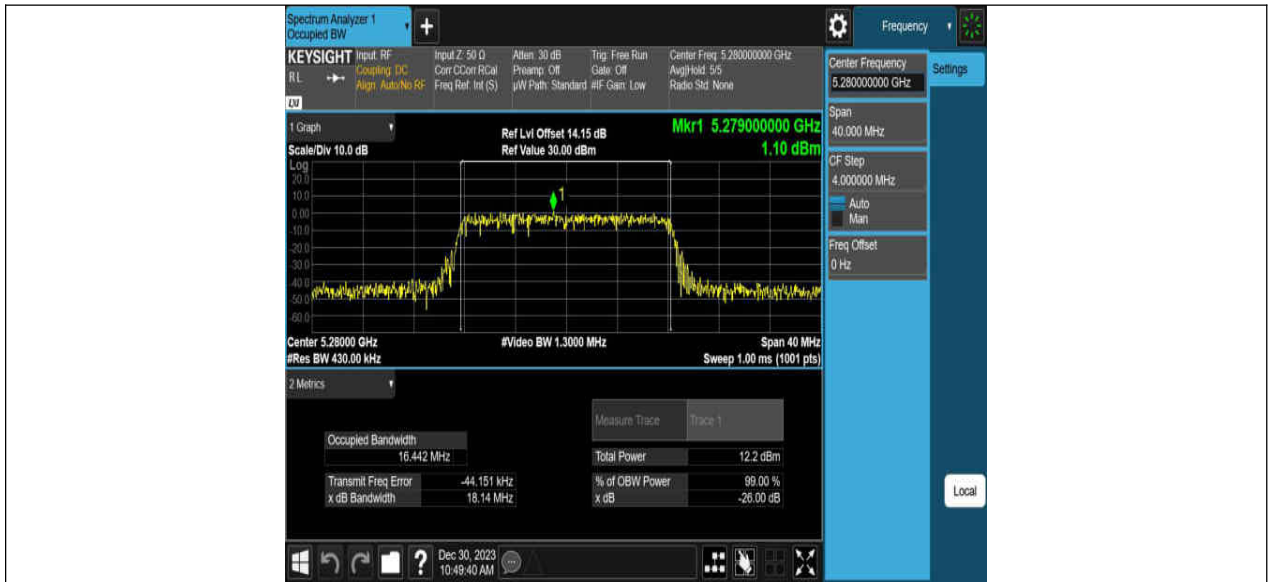 Spectrum Analyzer 1
Occupied BW
+
Frequency
KEYSIGHT
RL
LXI
Input: RF
Coupling: DC
Align: Auto/No RF
Input Z: 50 Ω
Corr CCorr RCal
Freq Ref: Int (S)
Atten: 30 dB
Preamp: Off
µW Path: Standard
Trig: Free Run
Gate: Off
#IF Gain: Low
Center Freq: 5.280000000 GHz
Avg|Hold: 5/5
Radio Std: None
Center Frequency
5.280000000 GHz
Settings
Span
40.000 MHz
CF Step
4.000000 MHz
Auto
Man
Freq Offset
0 Hz
Local
1 Graph
Scale/Div 10.0 dB
Ref Lvl Offset 14.15 dB
Ref Value 30.00 dBm
Mkr1 5.279000000 GHz
1.10 dBm
Log
20.0
10.0
0.00
-10.0
-20.0
-30.0
-40.0
-50.0
-60.0
1
Center 5.28000 GHz
#Res BW 430.00 kHz
#Video BW 1.3000 MHz
Span 40 MHz
Sweep 1.00 ms (1001 pts)
2 Metrics
Measure Trace
Trace 1
Occupied Bandwidth
16.442 MHz
Total Power
12.2 dBm
Transmit Freq Error
-44.151 kHz
% of OBW Power
99.00 %
x dB Bandwidth
18.14 MHz
x dB
-26.00 dB
?
Dec 30, 2023
10:49:40 AM